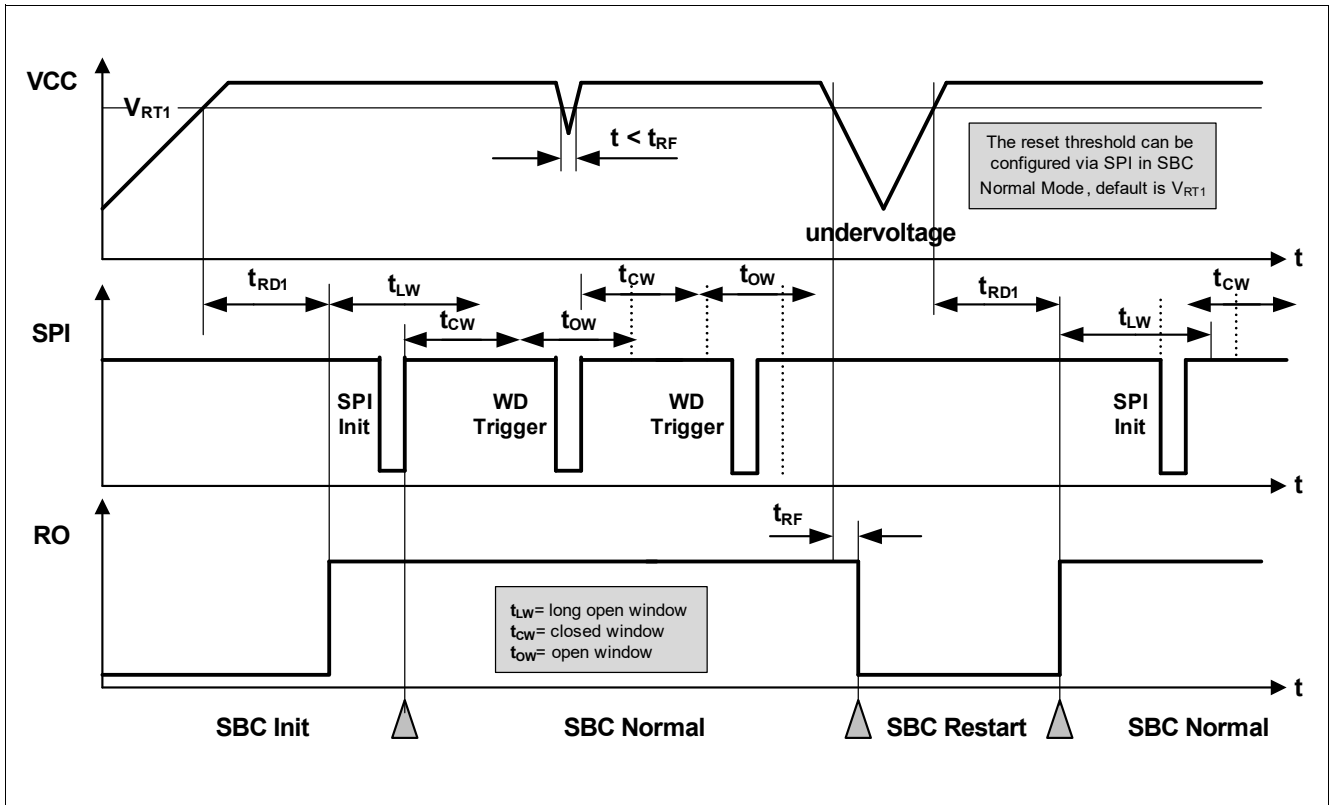 VCC
VRT1
t < tRF
The reset threshold can be
configured via SPI in SBC
Normal Mode, default is VRT1
undervoltage
t
tRD1
tLW
tCW
tOW
tCW
tOW
tRD1
tLW
tCW
SPI
SPI
Init
WD
Trigger
WD
Trigger
SPI
Init
t
RO
tRF
tLW= long open window
tCW= closed window
tOW= open window
t
SBC Init
SBC Normal
SBC Restart
SBC Normal